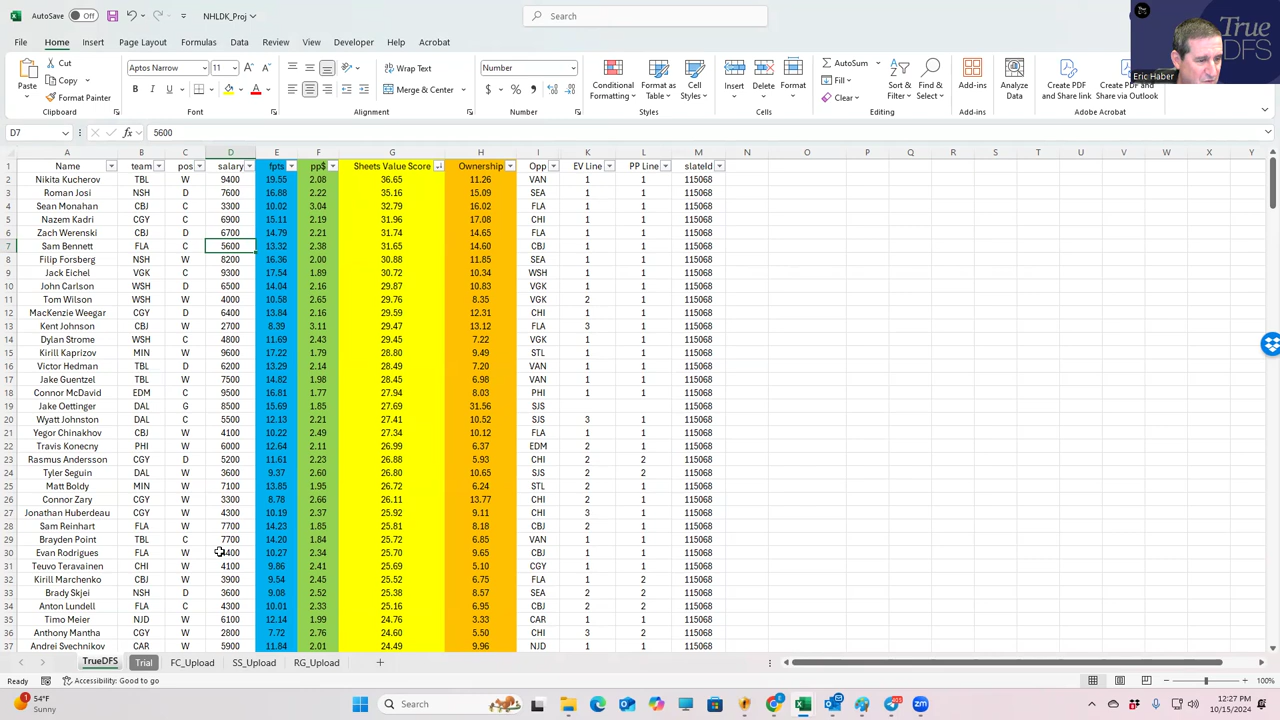 AutoSave Off NHLDK_Proj Search
True DFS
Eric Haber
File Home Insert Page Layout Formulas Data Review View Developer Help Acrobat
Paste Cut Copy Format Painter Clipboard
Aptos Narrow 11 B I U Font
Wrap Text Merge & Center Alignment
Number $ % Number
Conditional Formatting Format as Table Cell Styles Styles
Insert Delete Format Cells
AutoSum Fill Clear Sort & Filter Find & Select Editing
Add-ins Add-ins Analyze Data
Create PDF and Share link Create PDF and Share via Outlook Adobe Acrobat
D7 fx 5600
A B C D E F G H I K L M N O P Q R S T U V W X Y
1 Name team pos salary fpts pp$ Sheets Value Score Ownership Opp EV Line PP Line slateId
2 Nikita Kucherov TBL W 9400 19.55 2.08 36.65 11.26 VAN 1 1 115068
3 Roman Josi NSH D 7600 16.88 2.22 35.16 15.09 SEA 1 1 115068
4 Sean Monahan CBJ C 3300 10.02 3.04 32.79 16.02 FLA 1 1 115068
5 Nazem Kadri CGY C 6900 15.11 2.19 31.96 17.08 CHI 1 1 115068
6 Zach Werenski CBJ D 6700 14.79 2.21 31.74 14.65 FLA 1 1 115068
7 Sam Bennett FLA C 5600 13.32 2.38 31.65 14.60 CBJ 1 1 115068
8 Filip Forsberg NSH W 8200 16.36 2.00 30.88 11.85 SEA 1 1 115068
9 Jack Eichel VGK C 9300 17.54 1.89 30.72 10.34 WSH 1 1 115068
10 John Carlson WSH D 6500 14.04 2.16 29.87 10.83 VGK 1 1 115068
11 Tom Wilson WSH W 4000 10.58 2.65 29.76 8.35 VGK 2 1 115068
12 MacKenzie Weegar CGY D 6400 13.84 2.16 29.59 12.31 CHI 1 1 115068
13 Kent Johnson CBJ W 2700 8.39 3.11 29.47 13.12 FLA 3 1 115068
14 Dylan Strome WSH C 4800 11.69 2.43 29.45 7.22 VGK 1 1 115068
15 Kirill Kaprizov MIN W 9600 17.22 1.79 28.80 9.49 STL 1 1 115068
16 Victor Hedman TBL D 6200 13.29 2.14 28.49 7.20 VAN 1 1 115068
17 Jake Guentzel TBL W 7500 14.82 1.98 28.45 6.98 VAN 1 1 115068
18 Connor McDavid EDM C 9500 16.81 1.77 27.94 8.03 PHI 1 1 115068
19 Jake Oettinger DAL G 8500 15.69 1.85 27.69 31.56 SJS 115068
20 Wyatt Johnston DAL C 5500 12.13 2.21 27.41 10.52 SJS 3 1 115068
21 Yegor Chinakhov CBJ W 4100 10.22 2.49 27.34 10.12 FLA 1 1 115068
22 Travis Konecny PHI W 6000 12.64 2.11 26.99 6.37 EDM 2 1 115068
23 Rasmus Andersson CGY D 5200 11.61 2.23 26.88 5.93 CHI 2 2 115068
24 Tyler Seguin DAL W 3600 9.37 2.60 26.80 10.65 SJS 2 2 115068
25 Matt Boldy MIN W 7100 13.85 1.95 26.72 6.24 STL 2 1 115068
26 Connor Zary CGY W 3300 8.78 2.66 26.11 13.77 CHI 1 1 115068
27 Jonathan Huberdeau CGY W 4300 10.19 2.37 25.92 9.11 CHI 3 1 115068
28 Sam Reinhart FLA W 7700 14.23 1.85 25.81 8.18 CBJ 2 1 115068
29 Brayden Point TBL C 7700 14.20 1.84 25.72 6.85 VAN 1 1 115068
30 Evan Rodrigues FLA W 4400 10.27 2.34 25.70 9.65 CBJ 1 1 115068
31 Teuvo Teravainen CHI W 4100 9.86 2.41 25.69 5.10 CGY 1 1 115068
32 Kirill Marchenko CBJ W 3900 9.54 2.45 25.52 6.75 FLA 1 2 115068
33 Brady Skjei NSH D 3600 9.08 2.52 25.38 8.57 SEA 2 2 115068
34 Anton Lundell FLA C 4300 10.01 2.33 25.16 6.95 CBJ 2 2 115068
35 Timo Meier NJD W 6100 12.14 1.99 24.76 3.33 CAR 1 1 115068
36 Anthony Mantha CGY W 2800 7.72 2.76 24.60 5.50 CHI 3 2 115068
37 Andrei Svechnikov CAR W 5900 11.84 2.01 24.49 9.96 NJD 1 1 115068
TrueDFS Trial FC_Upload SS_Upload RG_Upload
Ready Accessibility: Good to go 100%
54°F Sunny Search 12:27 PM 10/15/2024